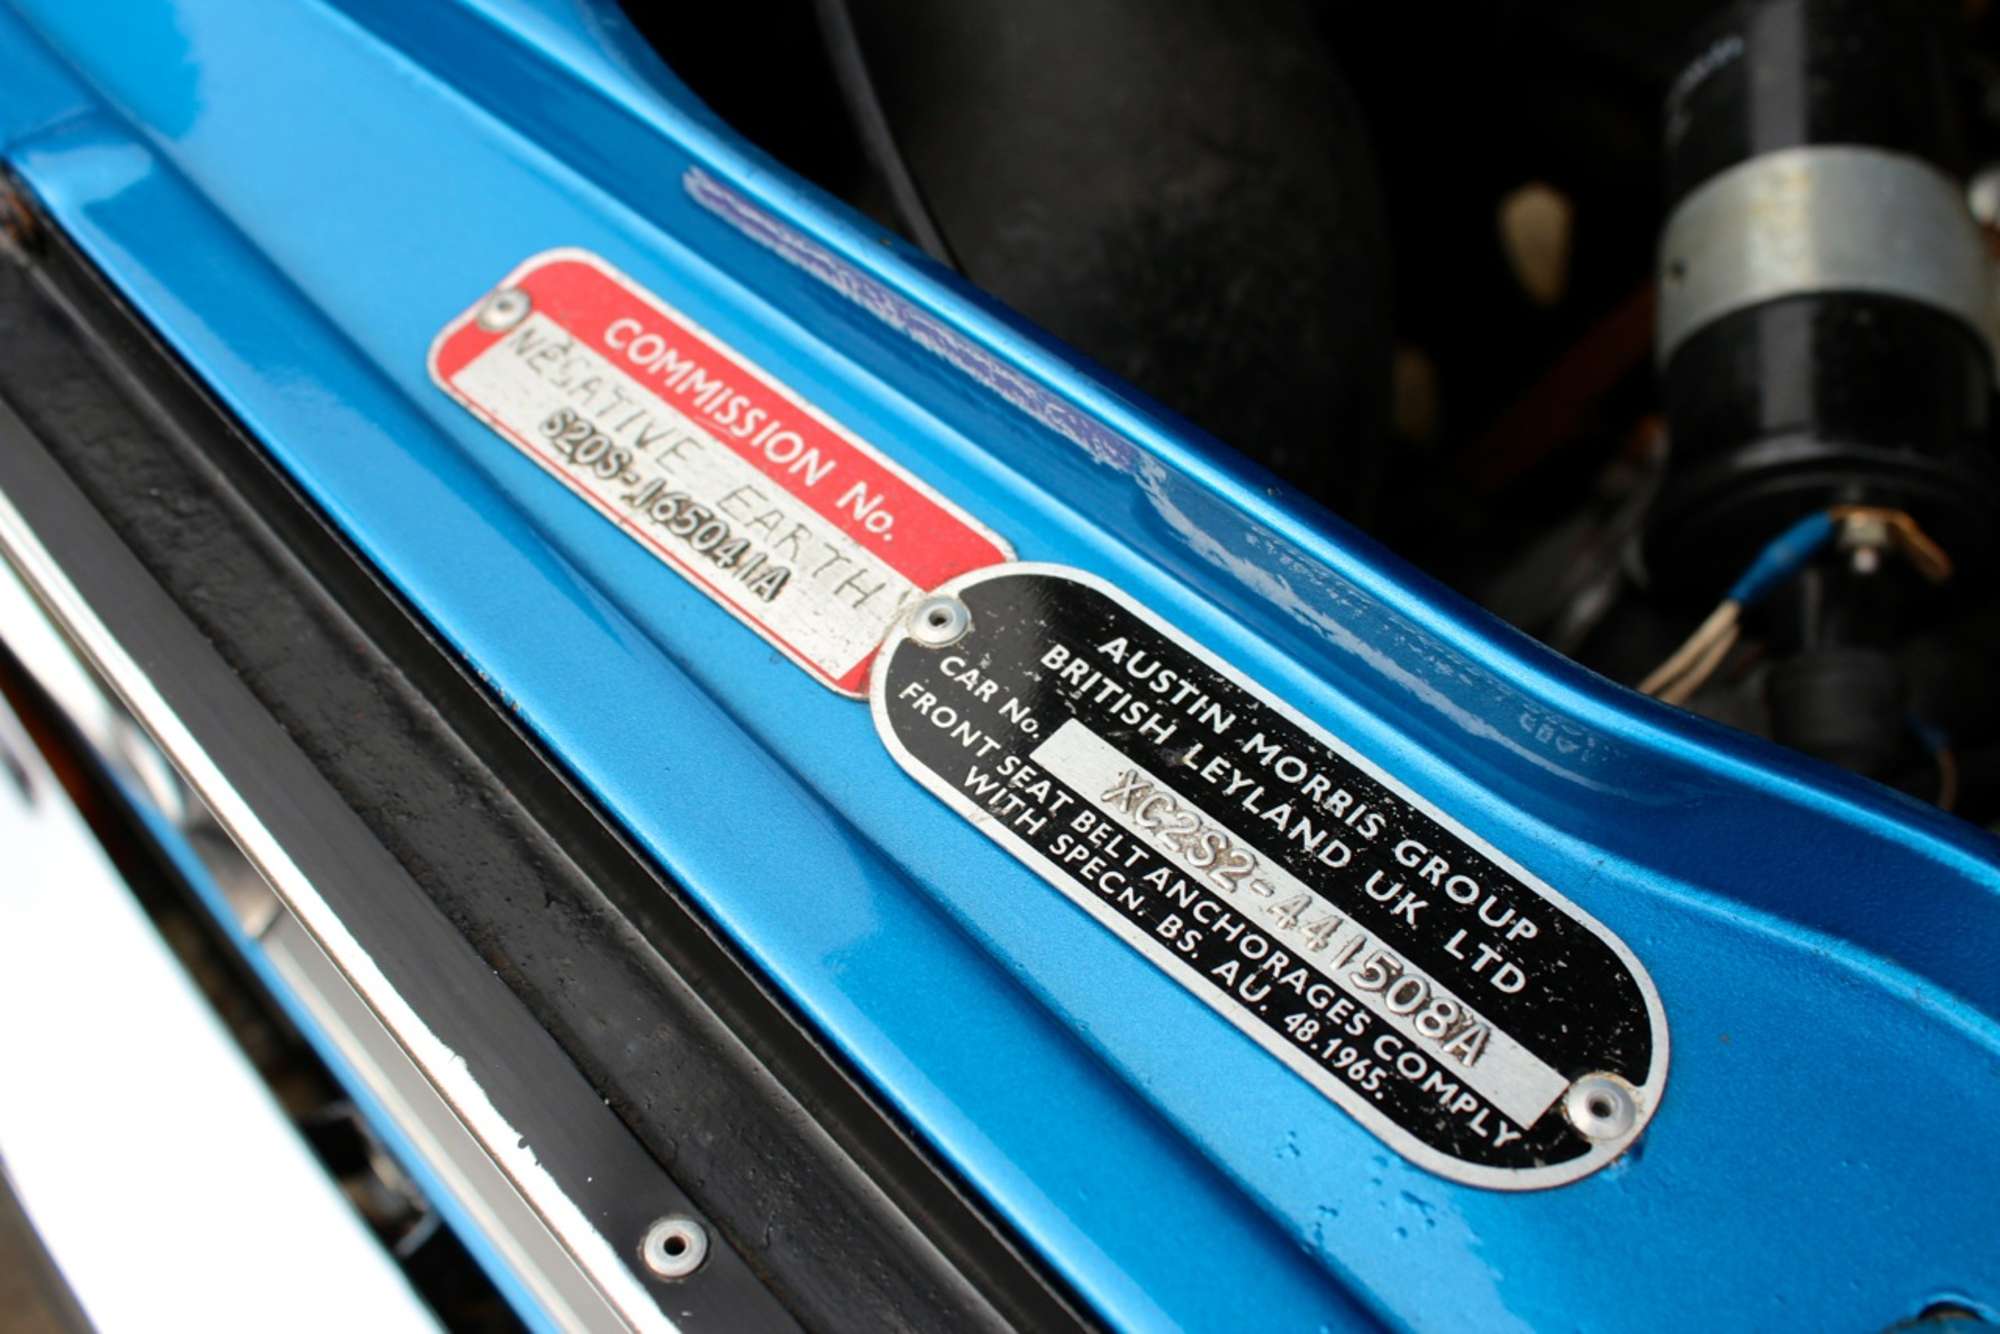 COMMISSION No.
NEGATIVE EARTH
S20S-16504IA
AUSTIN MORRIS GROUP
BRITISH LEYLAND UK LTD
CAR No. XC2S2-441508A
FRONT SEAT BELT ANCHORAGES COMPLY
WITH SPECN. BS. AU. 48.1965.